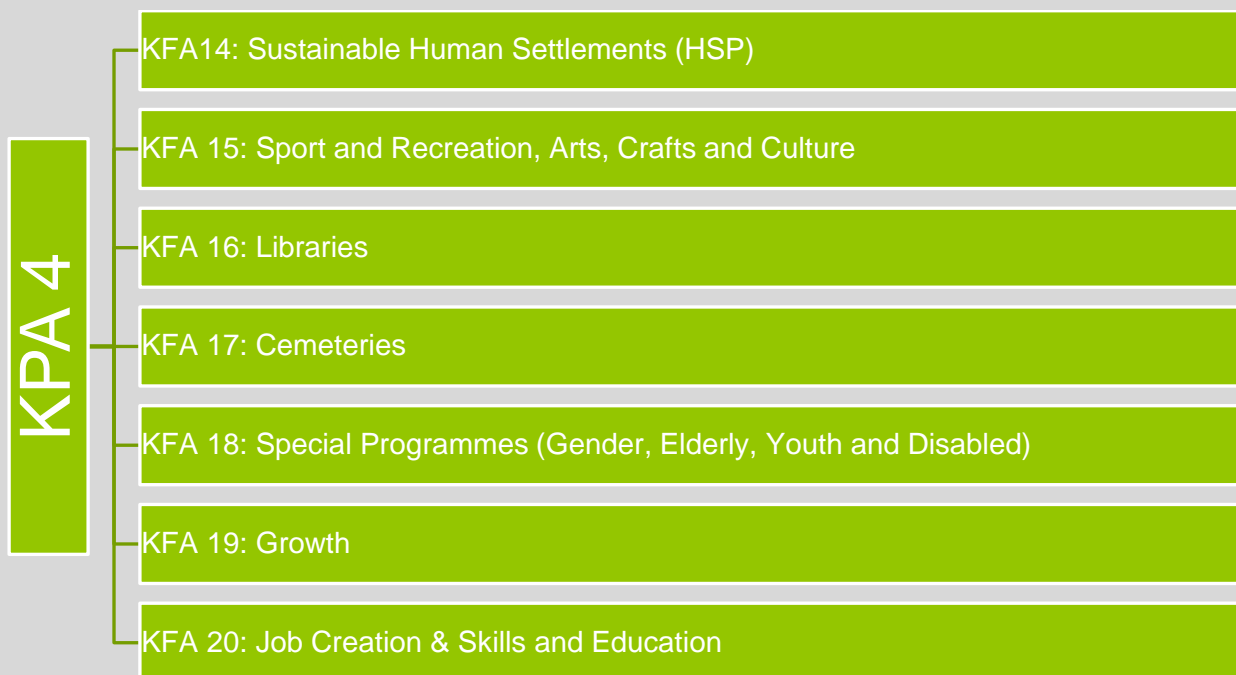 KPA 4
KFA14: Sustainable Human Settlements (HSP)
KFA 15: Sport and Recreation, Arts, Crafts and Culture
KFA 16: Libraries
KFA 17: Cemeteries
KFA 18: Special Programmes (Gender, Elderly, Youth and Disabled)
KFA 19: Growth
KFA 20: Job Creation & Skills and Education